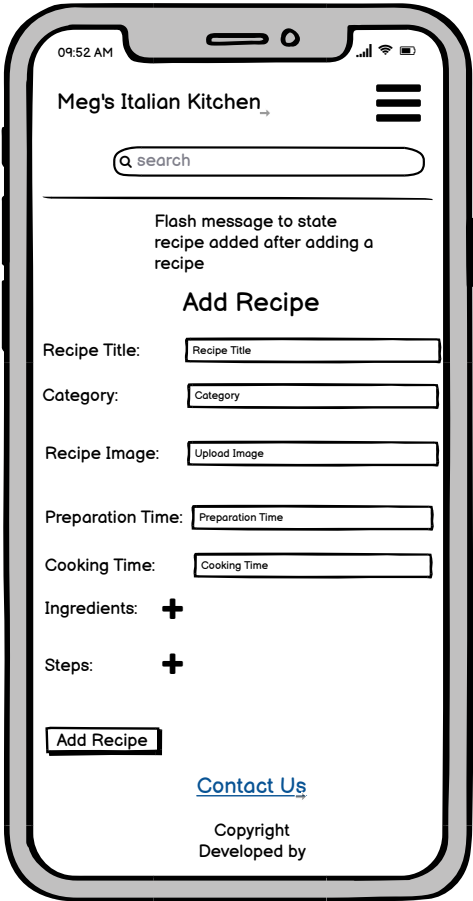 09:52 AM
Meg's Italian Kitchen
search
Flash message to state
recipe added after adding a
recipe
Add Recipe
Recipe Title: Recipe Title
Category: Category
Recipe Image: Upload Image
Preparation Time: Preparation Time
Cooking Time: Cooking Time
Ingredients:
Steps:
Add Recipe
Contact Us
Copyright
Developed by